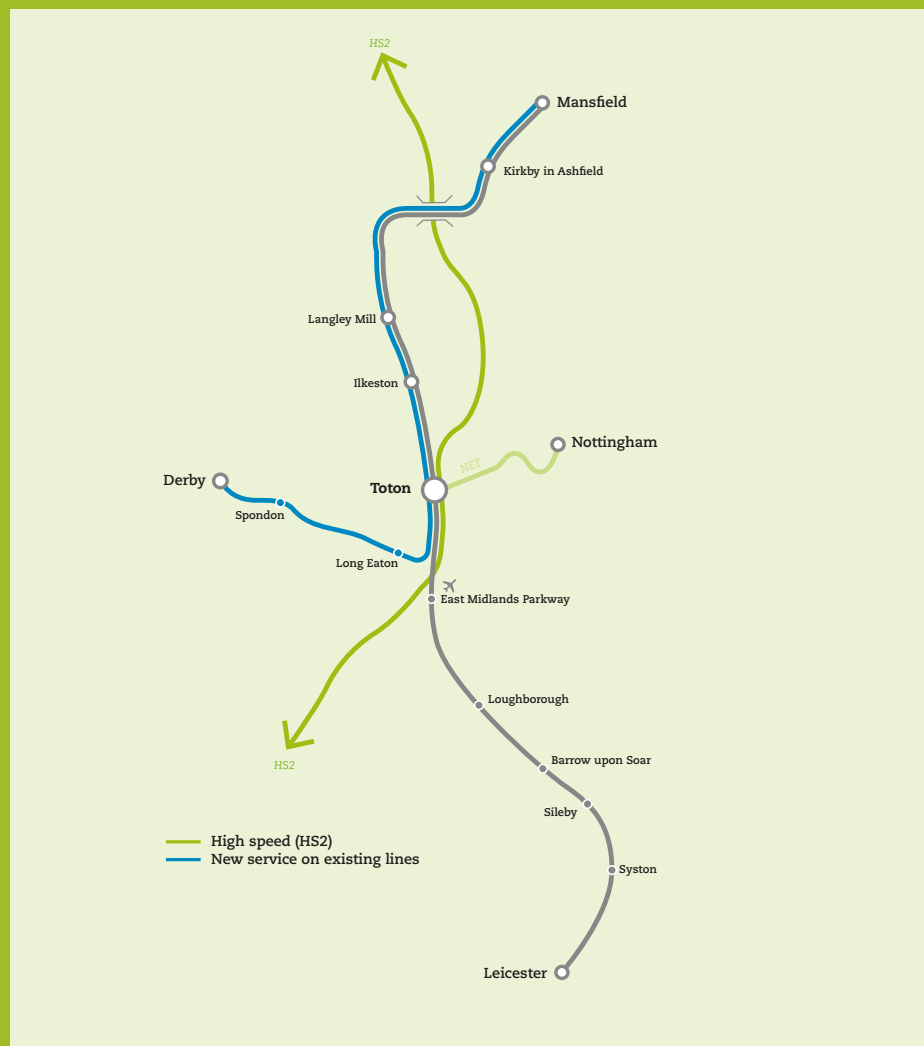 HS2
Mansfield
Kirkby in Ashfield
Langley Mill
Ilkeston
Nottingham
NET
Derby
Toton
Spondon
Long Eaton
East Midlands Parkway
Loughborough
Barrow upon Soar
HS2
Sileby
High speed (HS2)
New service on existing lines
Syston
Leicester